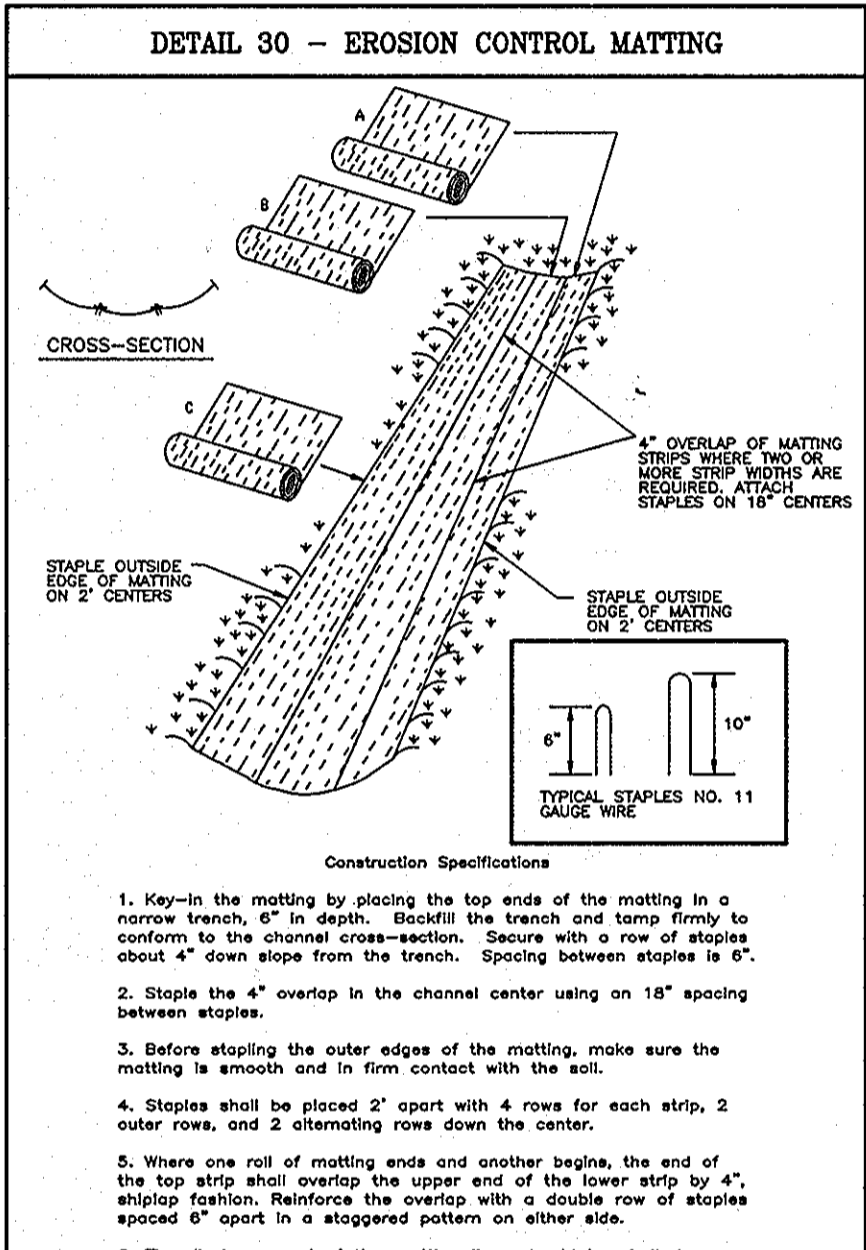 DETAIL 30 – EROSION CONTROL MATTING
A
B
CROSS–SECTION
C
4" OVERLAP OF MATTING
STRIPS WHERE TWO OR
MORE STRIP WIDTHS ARE
REQUIRED. ATTACH
STAPLES ON 18" CENTERS
STAPLE OUTSIDE
EDGE OF MATTING
ON 2' CENTERS
STAPLE OUTSIDE
EDGE OF MATTING
ON 2' CENTERS
6"
10"
TYPICAL STAPLES NO. 11
GAUGE WIRE
Construction Specifications
1. Key–in the matting by placing the top ends of the matting in a
narrow trench, 6" in depth. Backfill the trench and tamp firmly to
conform to the channel cross–section. Secure with a row of staples
about 4" down slope from the trench. Spacing between staples is 6".
2. Staple the 4" overlap in the channel center using an 18" spacing
between staples.
3. Before stapling the outer edges of the matting, make sure the
matting is smooth and in firm contact with the soil.
4. Staples shall be placed 2' apart with 4 rows for each strip, 2
outer rows, and 2 alternating rows down the center.
5. Where one roll of matting ends and another begins, the end of
the top strip shall overlap the upper end of the lower strip by 4",
shiplap fashion. Reinforce the overlap with a double row of staples
spaced 6" apart in a staggered pattern on either side.